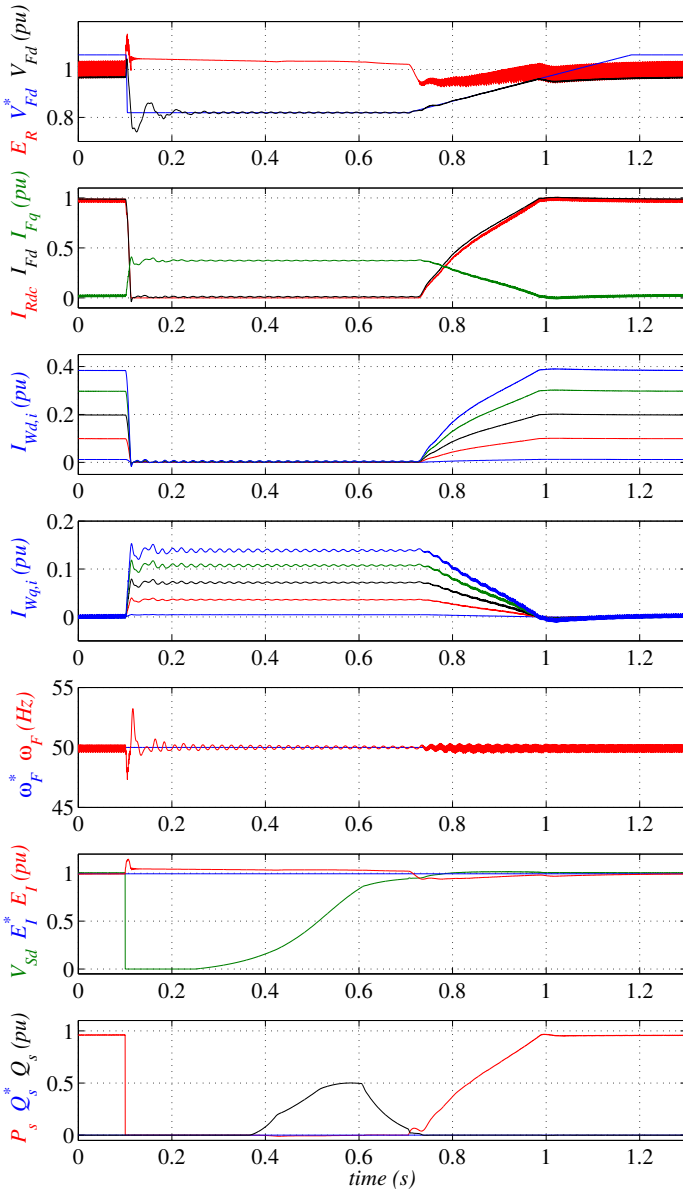 E_R V*_Fd V_Fd (pu)
1
0.8
0 0.2 0.4 0.6 0.8 1 1.2
I_Rdc I_Fd I_Fq (pu)
1
0.5
0
0 0.2 0.4 0.6 0.8 1 1.2
I_Wd,i (pu)
0.4
0.2
0
0 0.2 0.4 0.6 0.8 1 1.2
I_Wq,i (pu)
0.2
0.1
0
0 0.2 0.4 0.6 0.8 1 1.2
ω*_F ω_F (Hz)
55
50
45
0 0.2 0.4 0.6 0.8 1 1.2
V_Sd E*_I E_I (pu)
1
0.5
0
0 0.2 0.4 0.6 0.8 1 1.2
P_s Q*_s Q_s (pu)
1
0.5
0
0 0.2 0.4 0.6 0.8 1 1.2
time (s)